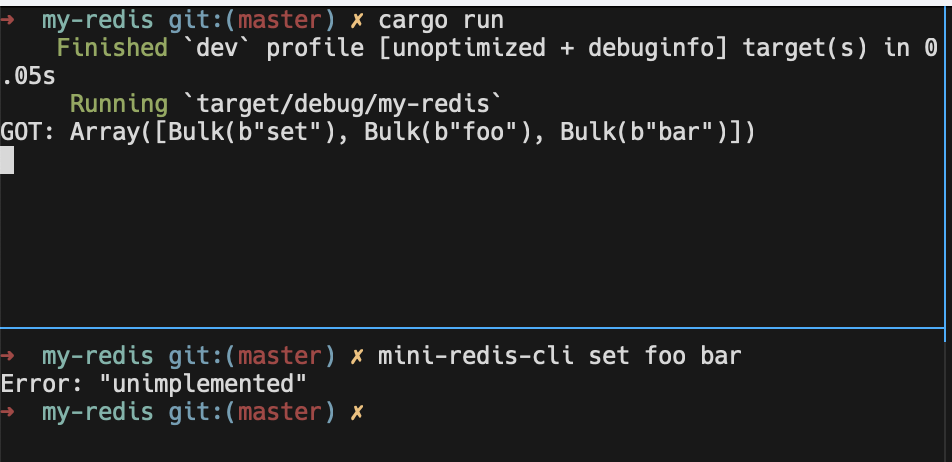 ➜  my-redis git:(master) ✗ cargo run
    Finished `dev` profile [unoptimized + debuginfo] target(s) in 0
.05s
     Running `target/debug/my-redis`
GOT: Array([Bulk(b"set"), Bulk(b"foo"), Bulk(b"bar")])
➜  my-redis git:(master) ✗ mini-redis-cli set foo bar
Error: "unimplemented"
➜  my-redis git:(master) ✗